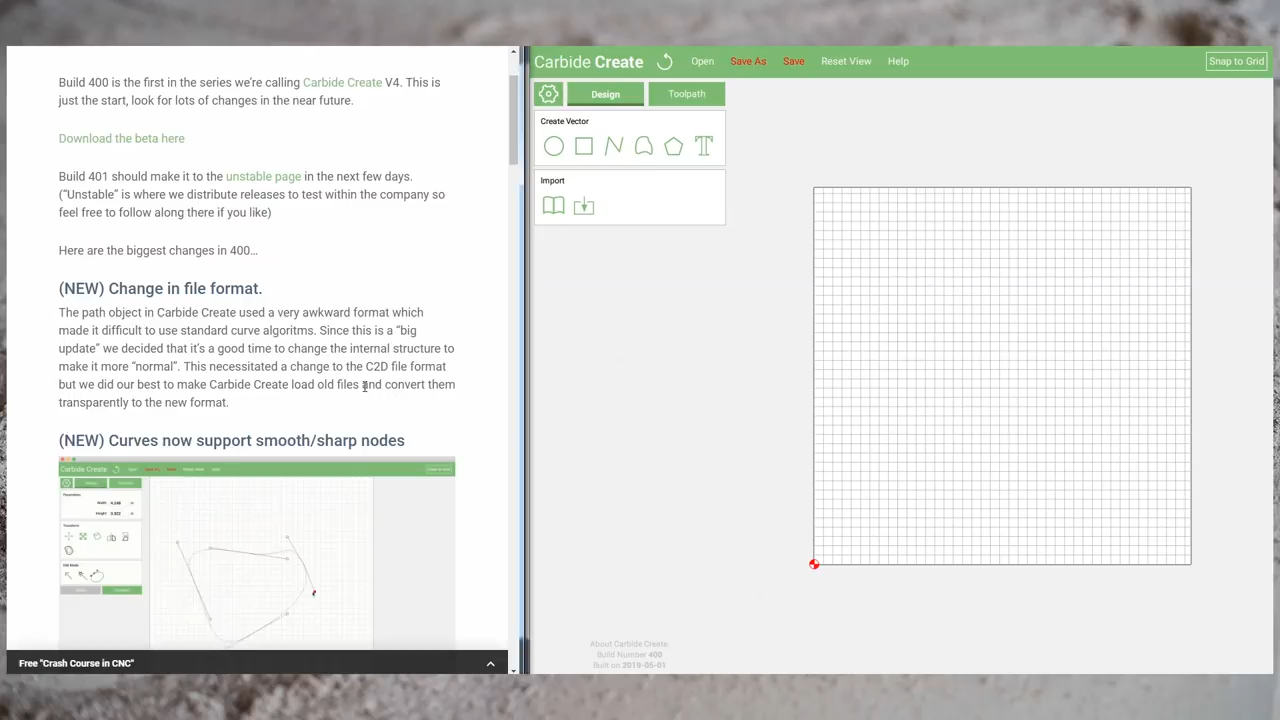 Build 400 is the first in the series we're calling Carbide Create V4. This is
just the start, look for lots of changes in the near future.
Download the beta here
Build 401 should make it to the unstable page in the next few days.
("Unstable" is where we distribute releases to test within the company so
feel free to follow along there if you like)
Here are the biggest changes in 400…
(NEW) Change in file format.
The path object in Carbide Create used a very awkward format which
made it difficult to use standard curve algoritms. Since this is a "big
update" we decided that it's a good time to change the internal structure to
make it more "normal". This necessitated a change to the C2D file format
but we did our best to make Carbide Create load old files and convert them
transparently to the new format.
(NEW) Curves now support smooth/sharp nodes
Carbide Create
Free "Crash Course in CNC"
Carbide Create
Open
Save As
Save
Reset View
Help
Snap to Grid
Design
Toolpath
Create Vector
Import
About Carbide Create:
Build Number 400
Built on 2019-05-01